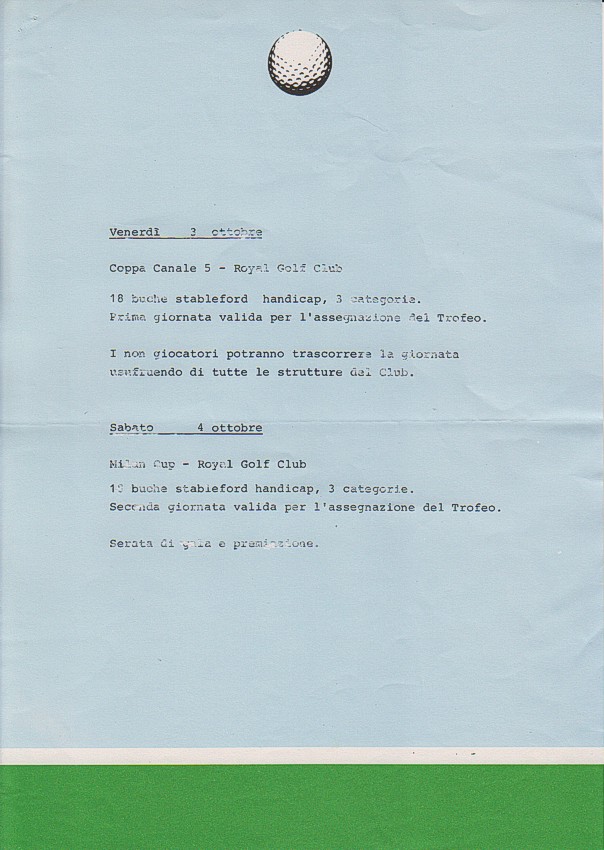 Venerdì 3 ottobre
Coppa Canale 5 - Royal Golf Club
18 buche stableford handicap, 3 categorie.
Prima giornata valida per l'assegnazione del Trofeo.
I non giocatori potranno trascorrere la giornata
usufruendo di tutte le strutture del Club.
Sabato 4 ottobre
Milan Cup - Royal Golf Club
18 buche stableford handicap, 3 categorie.
Seconda giornata valida per l'assegnazione del Trofeo.
Serata di gala e premiazione.